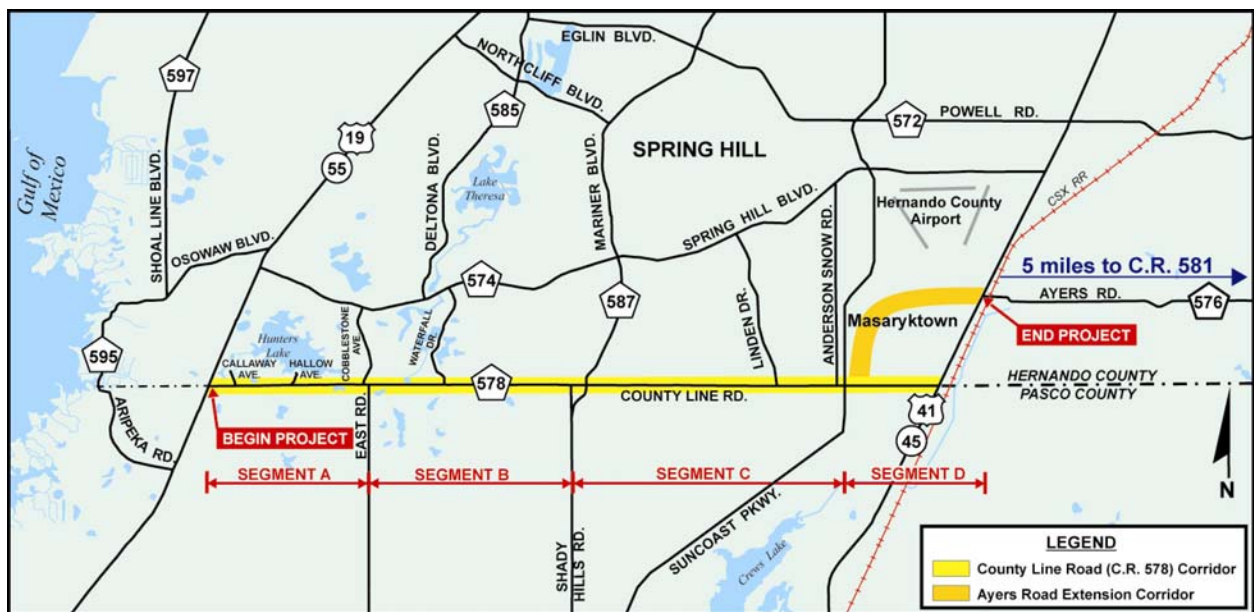 EGLIN BLVD.
NORTHCLIFF BLVD.
597
585
19
55
572
POWELL RD.
SPRING HILL
Gulf of
Mexico
SHOAL LINE BLVD.
DELTONA BLVD.
Lake
Theresa
MARINER BLVD.
SPRING HILL BLVD.
Hernando County
Airport
CSX RR
OSOWAW BLVD.
574
587
LINDEN DR.
ANDERSON SNOW RD.
5 miles to C.R. 581
AYERS RD.
576
Masaryktown
END PROJECT
Hunters
Lake
COBBLESTONE
AVE.
WATERFALL
DR.
595
CALLAWAY
AVE.
HALLOW
AVE.
578
COUNTY LINE RD.
HERNANDO COUNTY
PASCO COUNTY
ARIPEKA RD.
BEGIN PROJECT
EAST RD.
41
45
SEGMENT A
SEGMENT B
SEGMENT C
SEGMENT D
N
SHADY
HILLS RD.
SUNCOAST PKWY.
Crews Lake
LEGEND
County Line Road (C.R. 578) Corridor
Ayers Road Extension Corridor